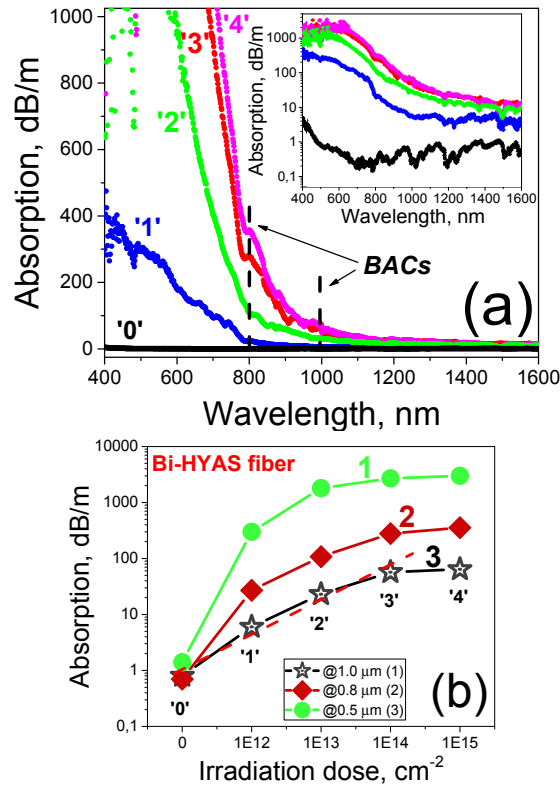 1000
800
600
400
200
0
Absorption, dB/m
'0'
'1'
'2'
'3'
'4'
BACs
(a)
400 600 800 1000 1200 1400 1600
Wavelength, nm
1000
100
10
1
0,1
Absorption, dB/m
400 600 800 1000 1200 1400 1600
Wavelength, nm
Bi-HYAS fiber
10000
1000
100
10
1
0,1
Absorption, dB/m
1
2
3
'0'
'1'
'2'
'3'
'4'
@1.0 μm (1)
@0.8 μm (2)
@0.5 μm (3)
(b)
0 1E12 1E13 1E14 1E15
Irradiation dose, cm-2